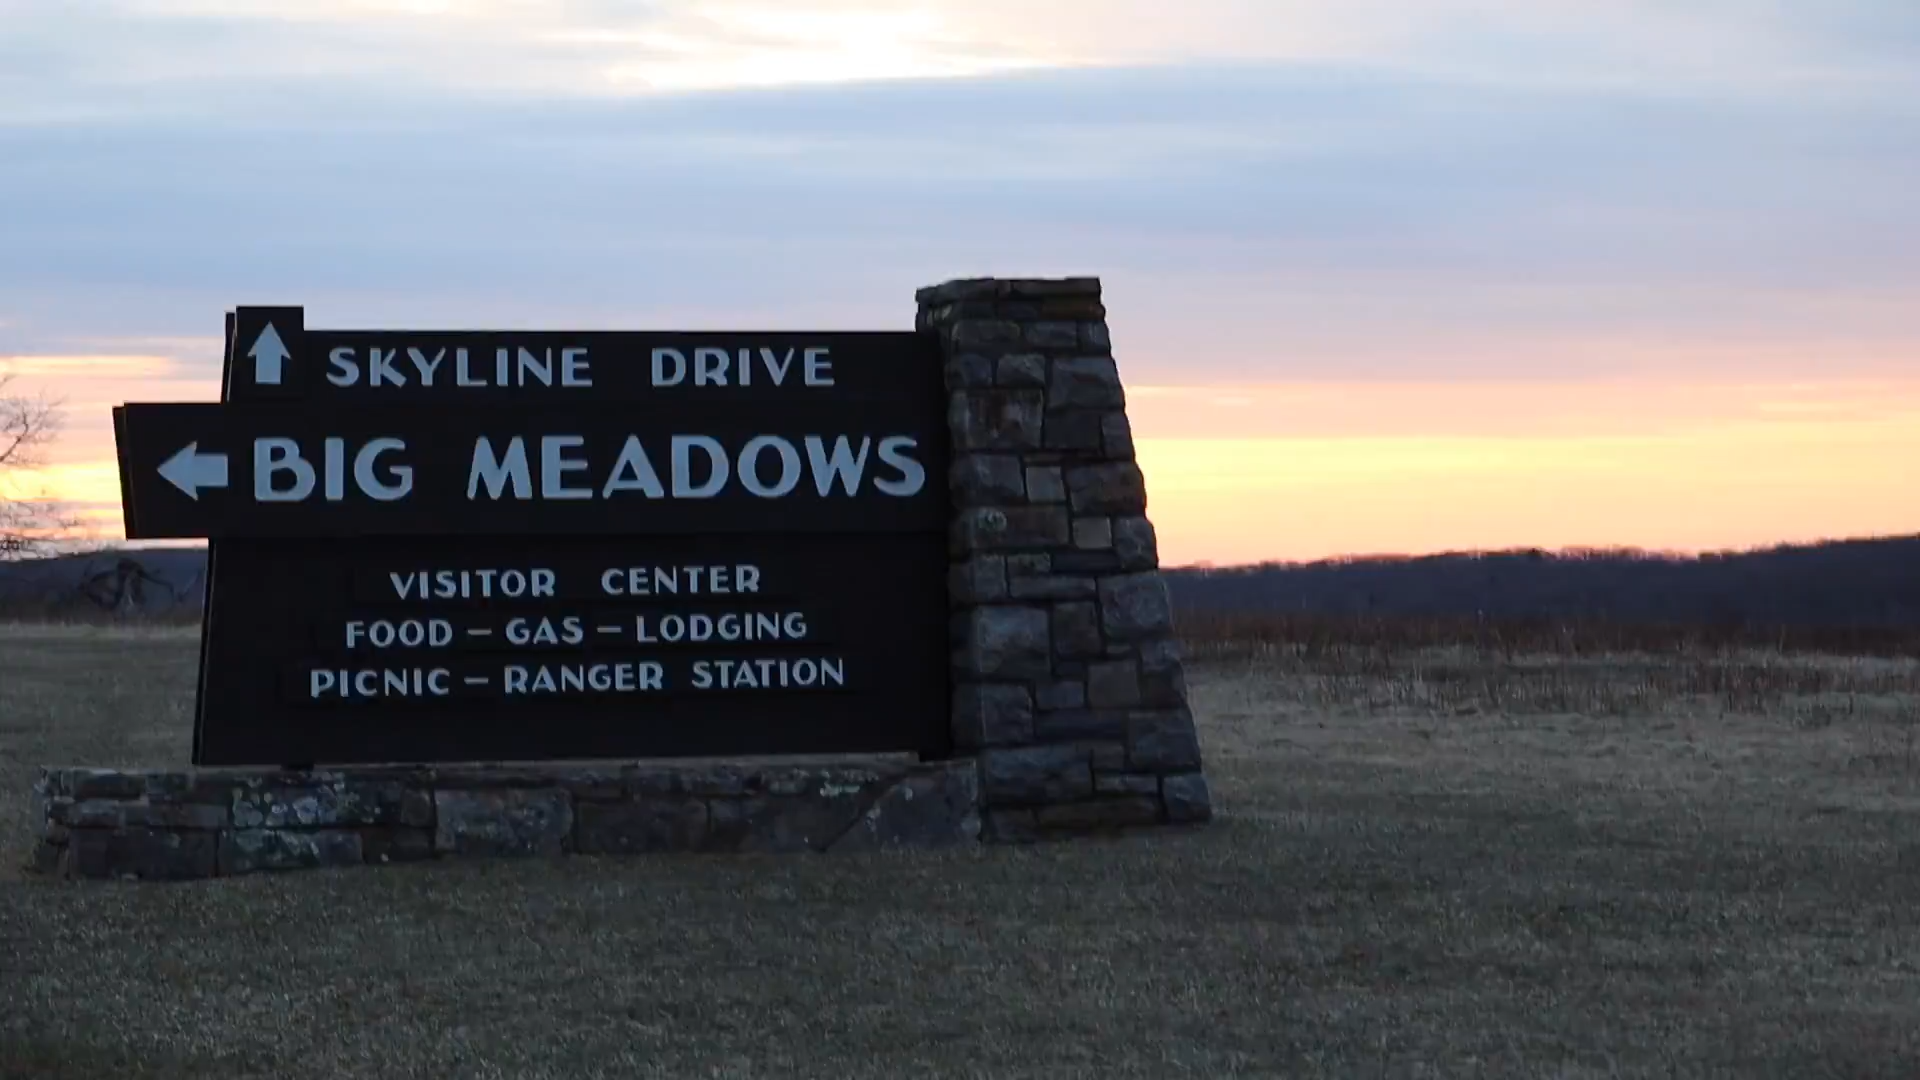 SKYLINE DRIVE
BIG MEADOWS
VISITOR CENTER
FOOD – GAS – LODGING
PICNIC – RANGER STATION